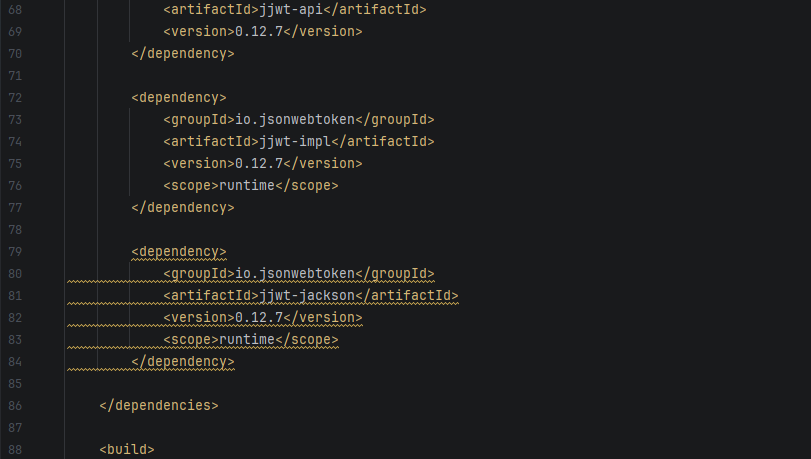 68 <artifactId>jjwt-api</artifactId>
69 <version>0.12.7</version>
70 </dependency>
71
72 <dependency>
73 <groupId>io.jsonwebtoken</groupId>
74 <artifactId>jjwt-impl</artifactId>
75 <version>0.12.7</version>
76 <scope>runtime</scope>
77 </dependency>
78
79 <dependency>
80 <groupId>io.jsonwebtoken</groupId>
81 <artifactId>jjwt-jackson</artifactId>
82 <version>0.12.7</version>
83 <scope>runtime</scope>
84 </dependency>
85
86 </dependencies>
87
88 <build>